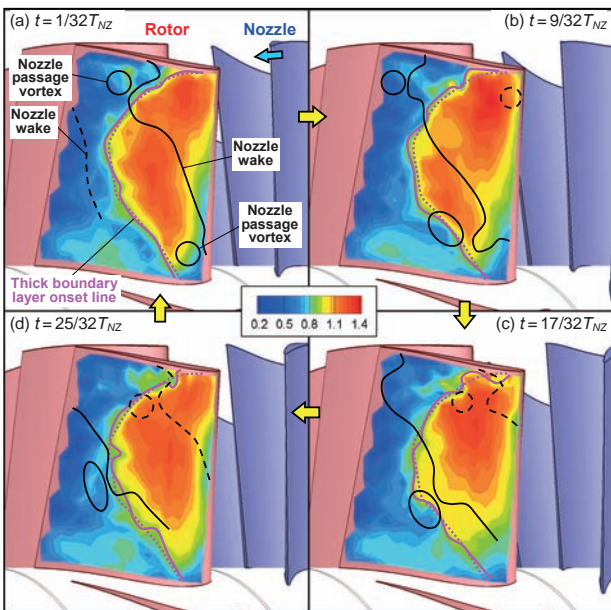 (a) t = 1/32T_NZ
Rotor
Nozzle
(b) t = 9/32T_NZ
Nozzle
passage
vortex
Nozzle
wake
Nozzle
wake
Nozzle
passage
vortex
Thick boundary
layer onset line
0.2 0.5 0.8 1.1 1.4
(d) t = 25/32T_NZ
(c) t = 17/32T_NZ